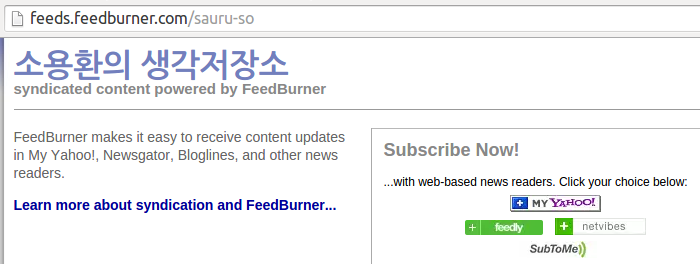 feeds.feedburner.com/sauru-so
소용환의 생각저장소
syndicated content powered by FeedBurner
FeedBurner makes it easy to receive content updates
in My Yahoo!, Newsgator, Bloglines, and other news
readers.
Learn more about syndication and FeedBurner...
Subscribe Now!
...with web-based news readers. Click your choice below:
+ MY YAHOO!
+ feedly
+ netvibes
SubToMe